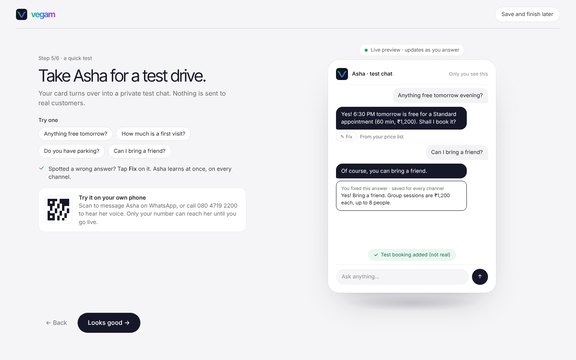 vegam
Save and finish later
Step 5/6 · a quick test
Take Asha for a test drive.
Your card turns over into a private test chat. Nothing is sent to
real customers.
Try one
Anything free tomorrow?
How much is a first visit?
Do you have parking?
Can I bring a friend?
Spotted a wrong answer? Tap Fix on it. Asha learns at once, on every
channel.
Try it on your own phone
Scan to message Asha on WhatsApp, or call 080 4719 2200
to hear her voice. Only your number can reach her until you
go live.
← Back
Looks good →
Live preview · updates as you answer
Asha · test chat
Only you see this
Anything free tomorrow evening?
Yes! 6:30 PM tomorrow is free for a Standard
appointment (60 min, ₹1,200). Shall I book it?
✎ Fix · From your price list
Can I bring a friend?
Of course, you can bring a friend.
You fixed this answer · saved for every channel
Yes! Bring a friend. Group sessions are ₹1,200
each, up to 8 people.
✓ Test booking added (not real)
Ask anything...
↑